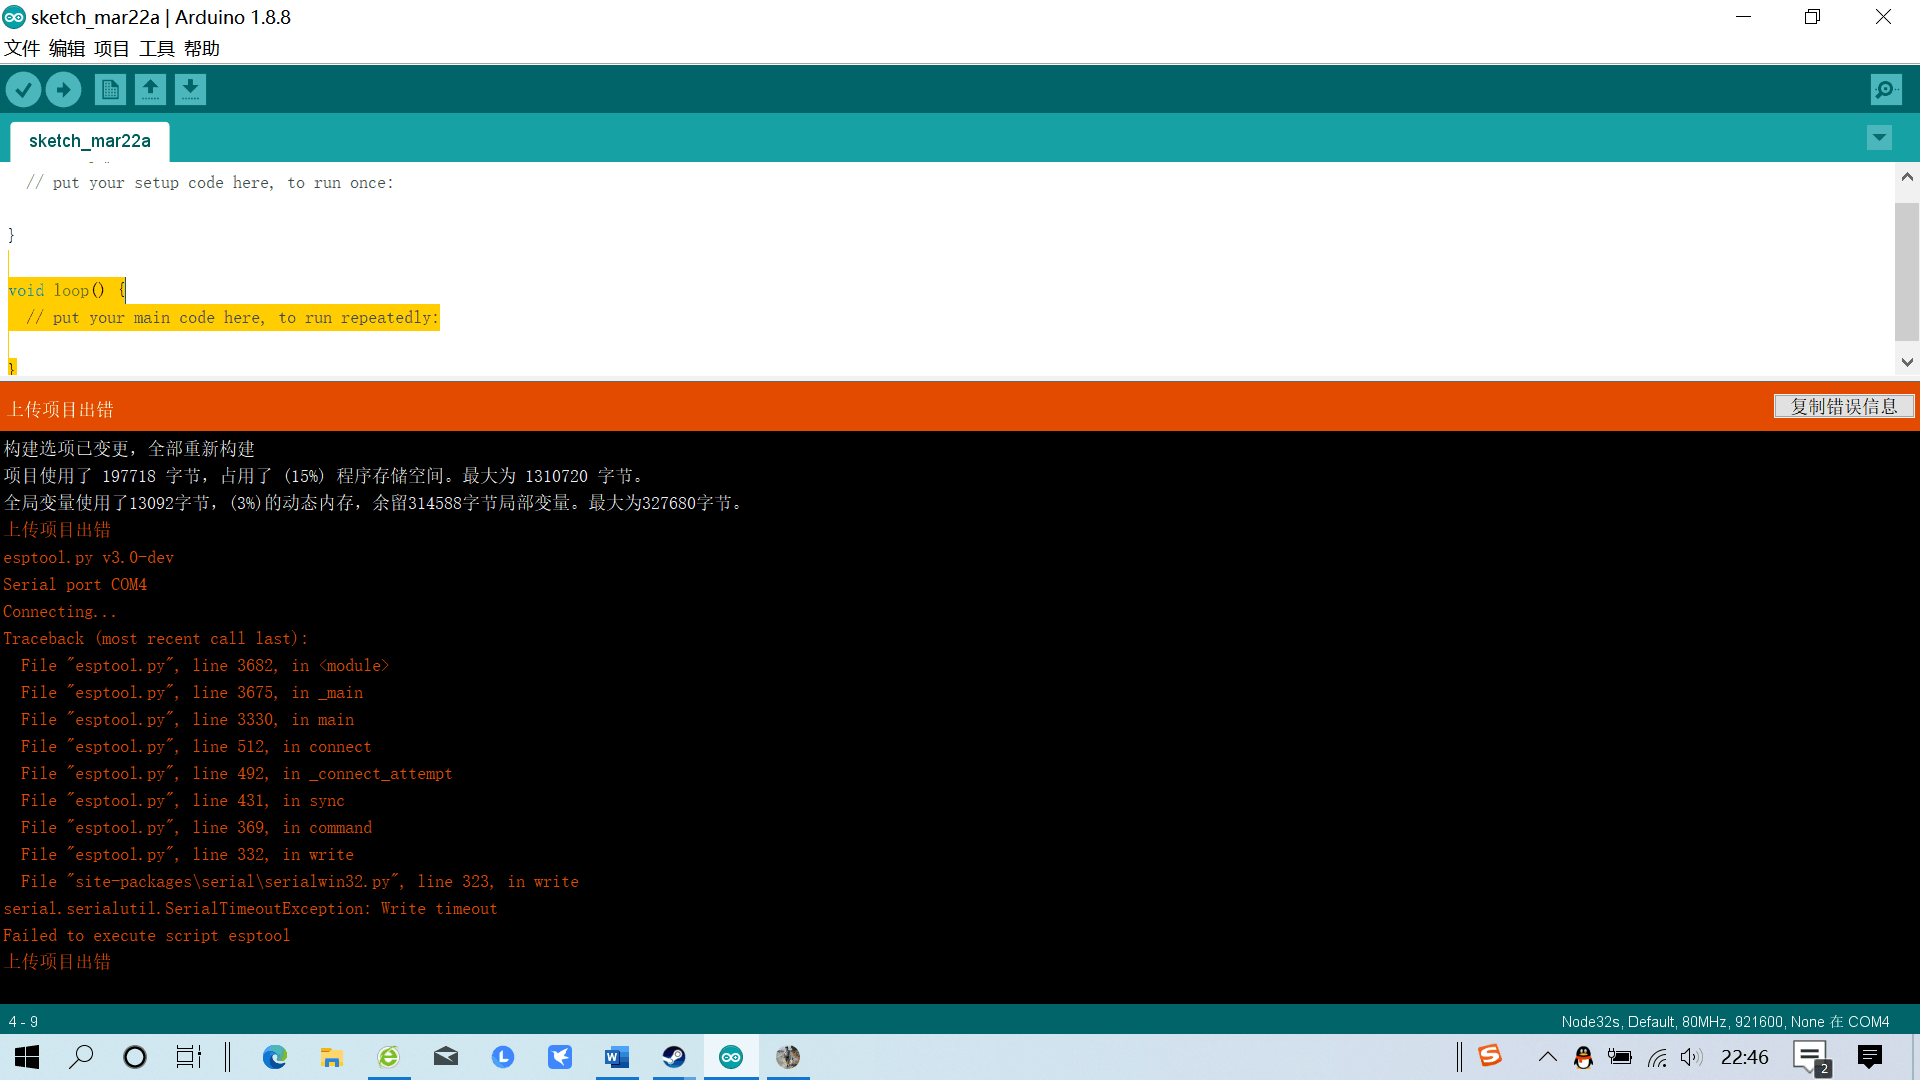 sketch_mar22a | Arduino 1.8.8
文件 编辑 项目 工具 帮助
sketch_mar22a
// put your setup code here, to run once:
}
void loop() {
// put your main code here, to run repeatedly:
}
上传项目出错
复制错误信息
构建选项已变更，全部重新构建
项目使用了 197718 字节，占用了 (15%) 程序存储空间。最大为 1310720 字节。
全局变量使用了13092字节，(3%)的动态内存，余留314588字节局部变量。最大为327680字节。
上传项目出错
esptool.py v3.0-dev
Serial port COM4
Connecting...
Traceback (most recent call last):
File "esptool.py", line 3682, in <module>
File "esptool.py", line 3675, in _main
File "esptool.py", line 3330, in main
File "esptool.py", line 512, in connect
File "esptool.py", line 492, in _connect_attempt
File "esptool.py", line 431, in sync
File "esptool.py", line 369, in command
File "esptool.py", line 332, in write
File "site-packages\serial\serialwin32.py", line 323, in write
serial.serialutil.SerialTimeoutException: Write timeout
Failed to execute script esptool
上传项目出错
4 - 9
Node32s, Default, 80MHz, 921600, None 在 COM4
22:46
2